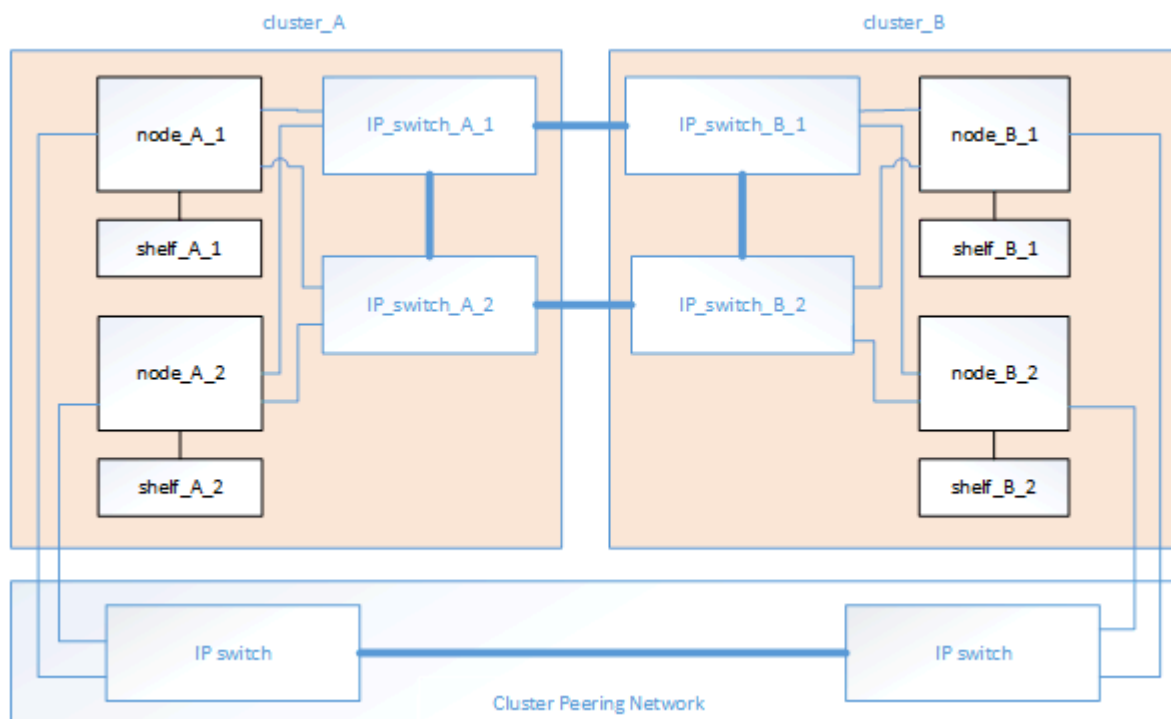 cluster_A
cluster_B
node_A_1
IP_switch_A_1
IP_switch_B_1
node_B_1
shelf_A_1
shelf_B_1
IP_switch_A_2
IP_switch_B_2
node_A_2
node_B_2
shelf_A_2
shelf_B_2
IP switch
IP switch
Cluster Peering Network